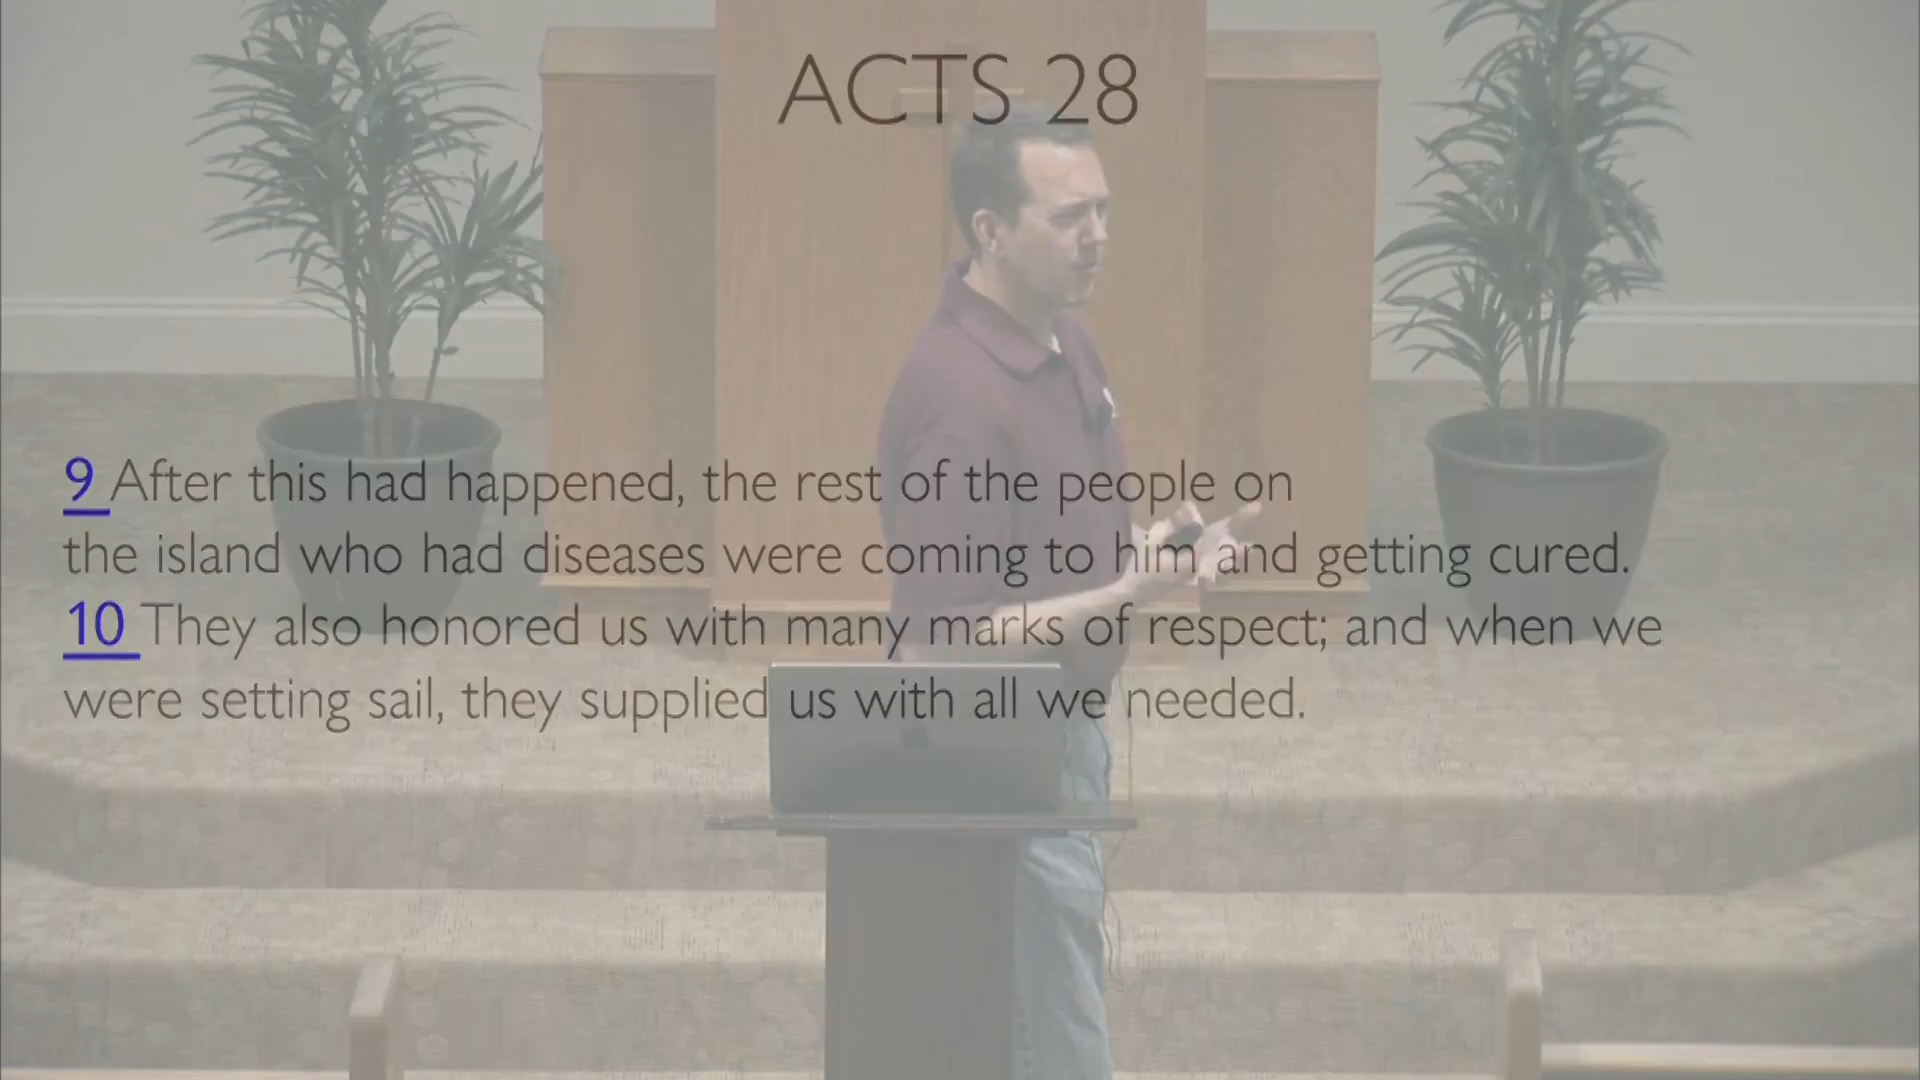 ACTS 28
9 After this had happened, the rest of the people on
the island who had diseases were coming to him and getting cured.
10 They also honored us with many marks of respect; and when we
were setting sail, they supplied us with all we needed.